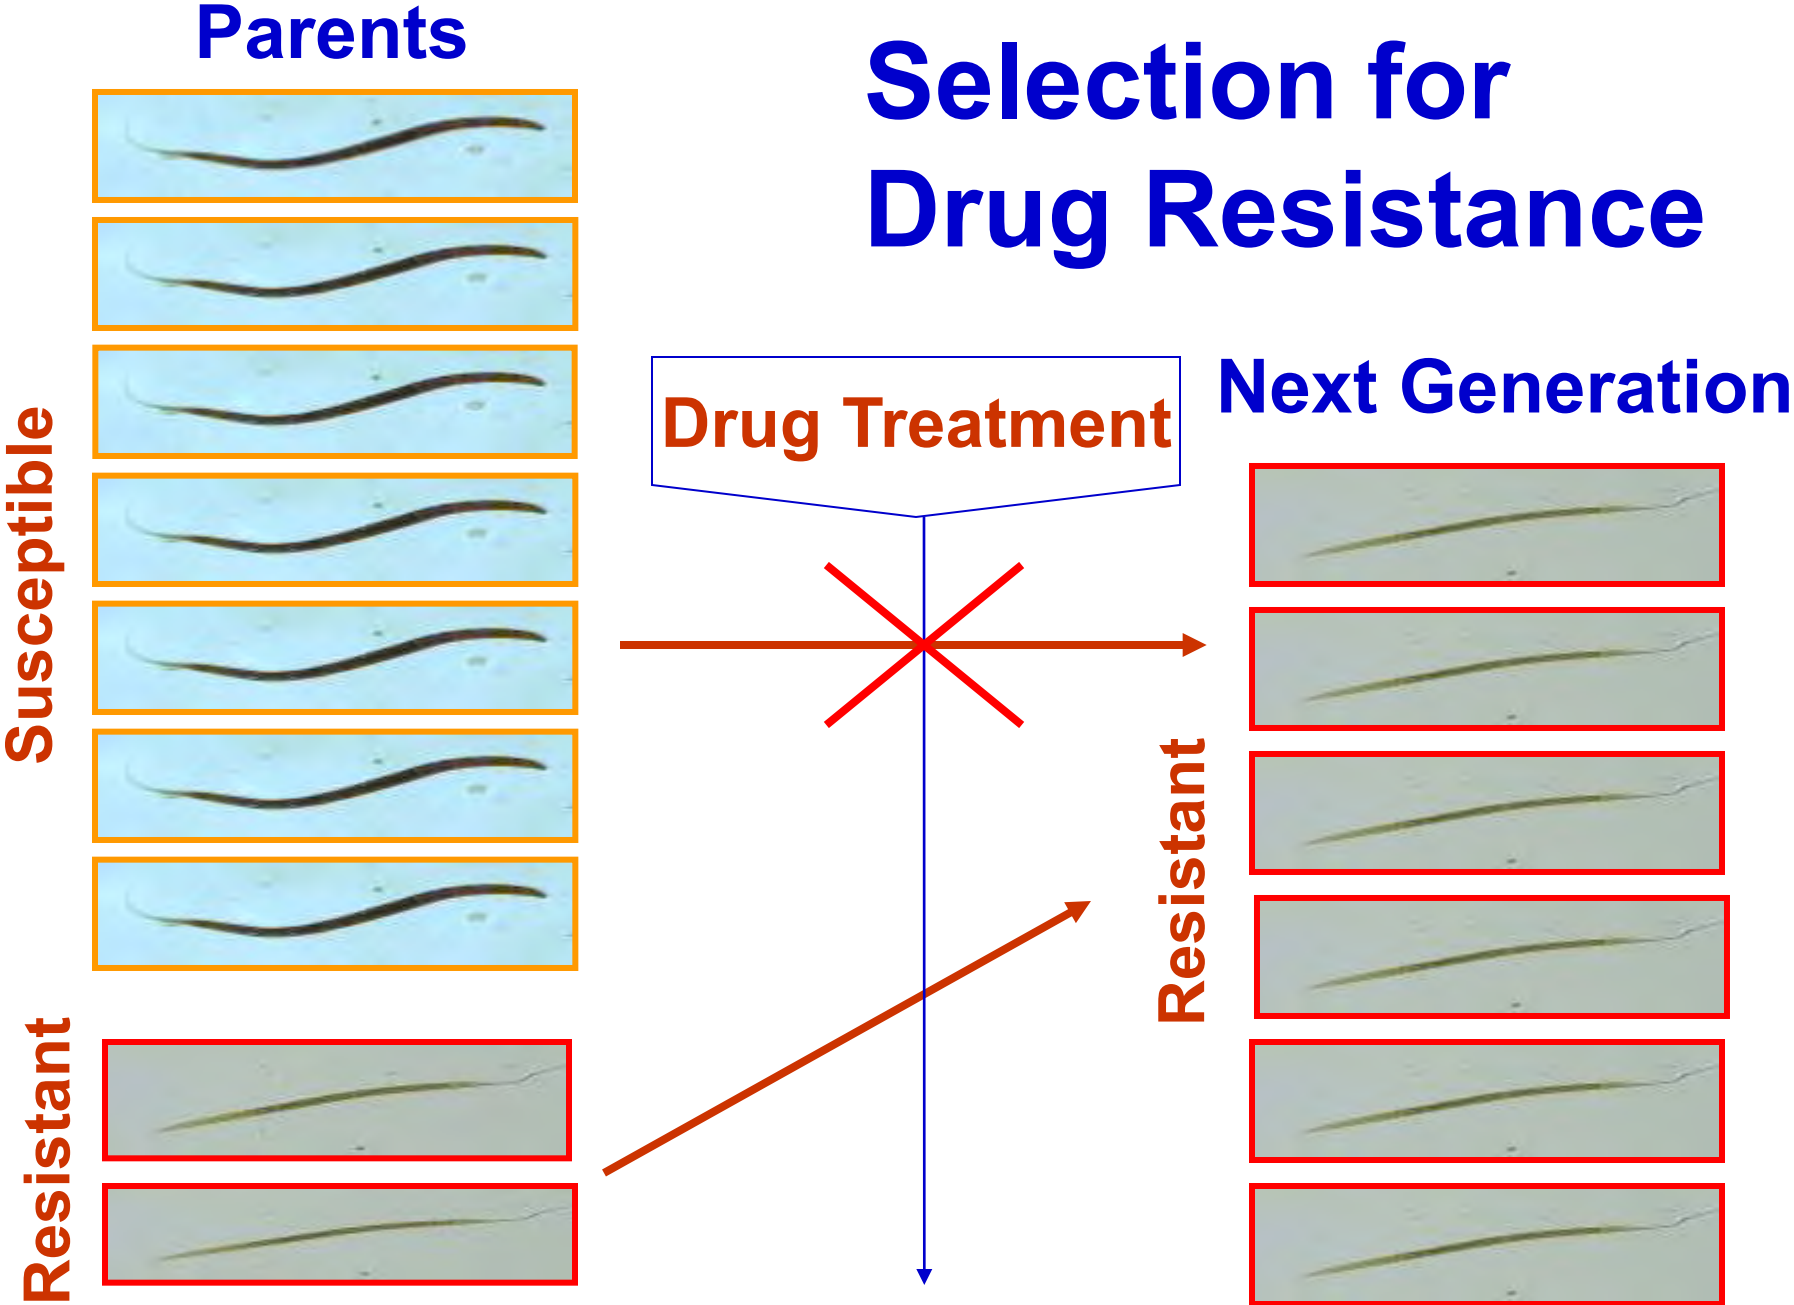 Parents
Selection for
Drug Resistance
Susceptible
Drug Treatment
Next Generation
Resistant
Resistant